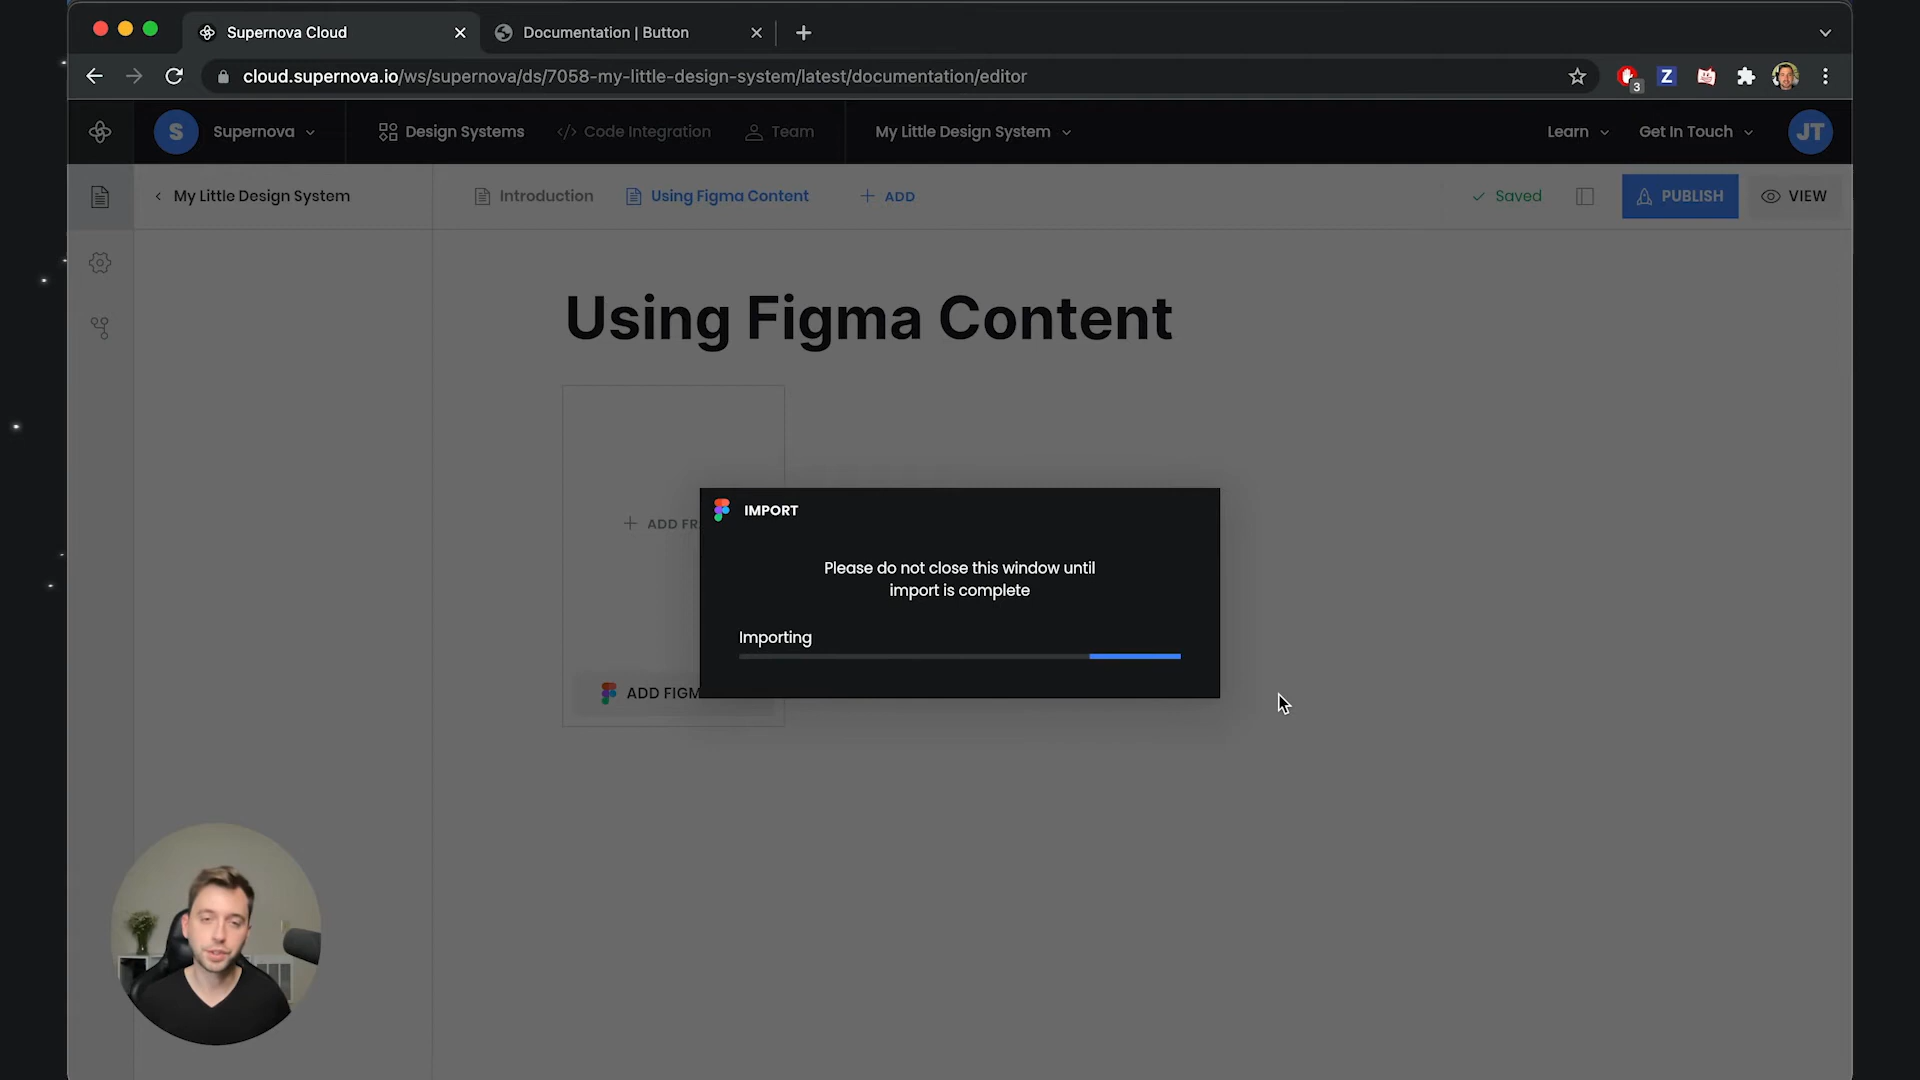 Supernova Cloud
Documentation | Button
cloud.supernova.io/ws/supernova/ds/7058-my-little-design-system/latest/documentation/editor
Z
3
S
Supernova
Design Systems
Code Integration
Team
My Little Design System
Learn
Get In Touch
JT
My Little Design System
Introduction
Using Figma Content
ADD
Saved
PUBLISH
VIEW
Using Figma Content
ADD FR
IMPORT
Please do not close this window until
import is complete
Importing
ADD FIGM